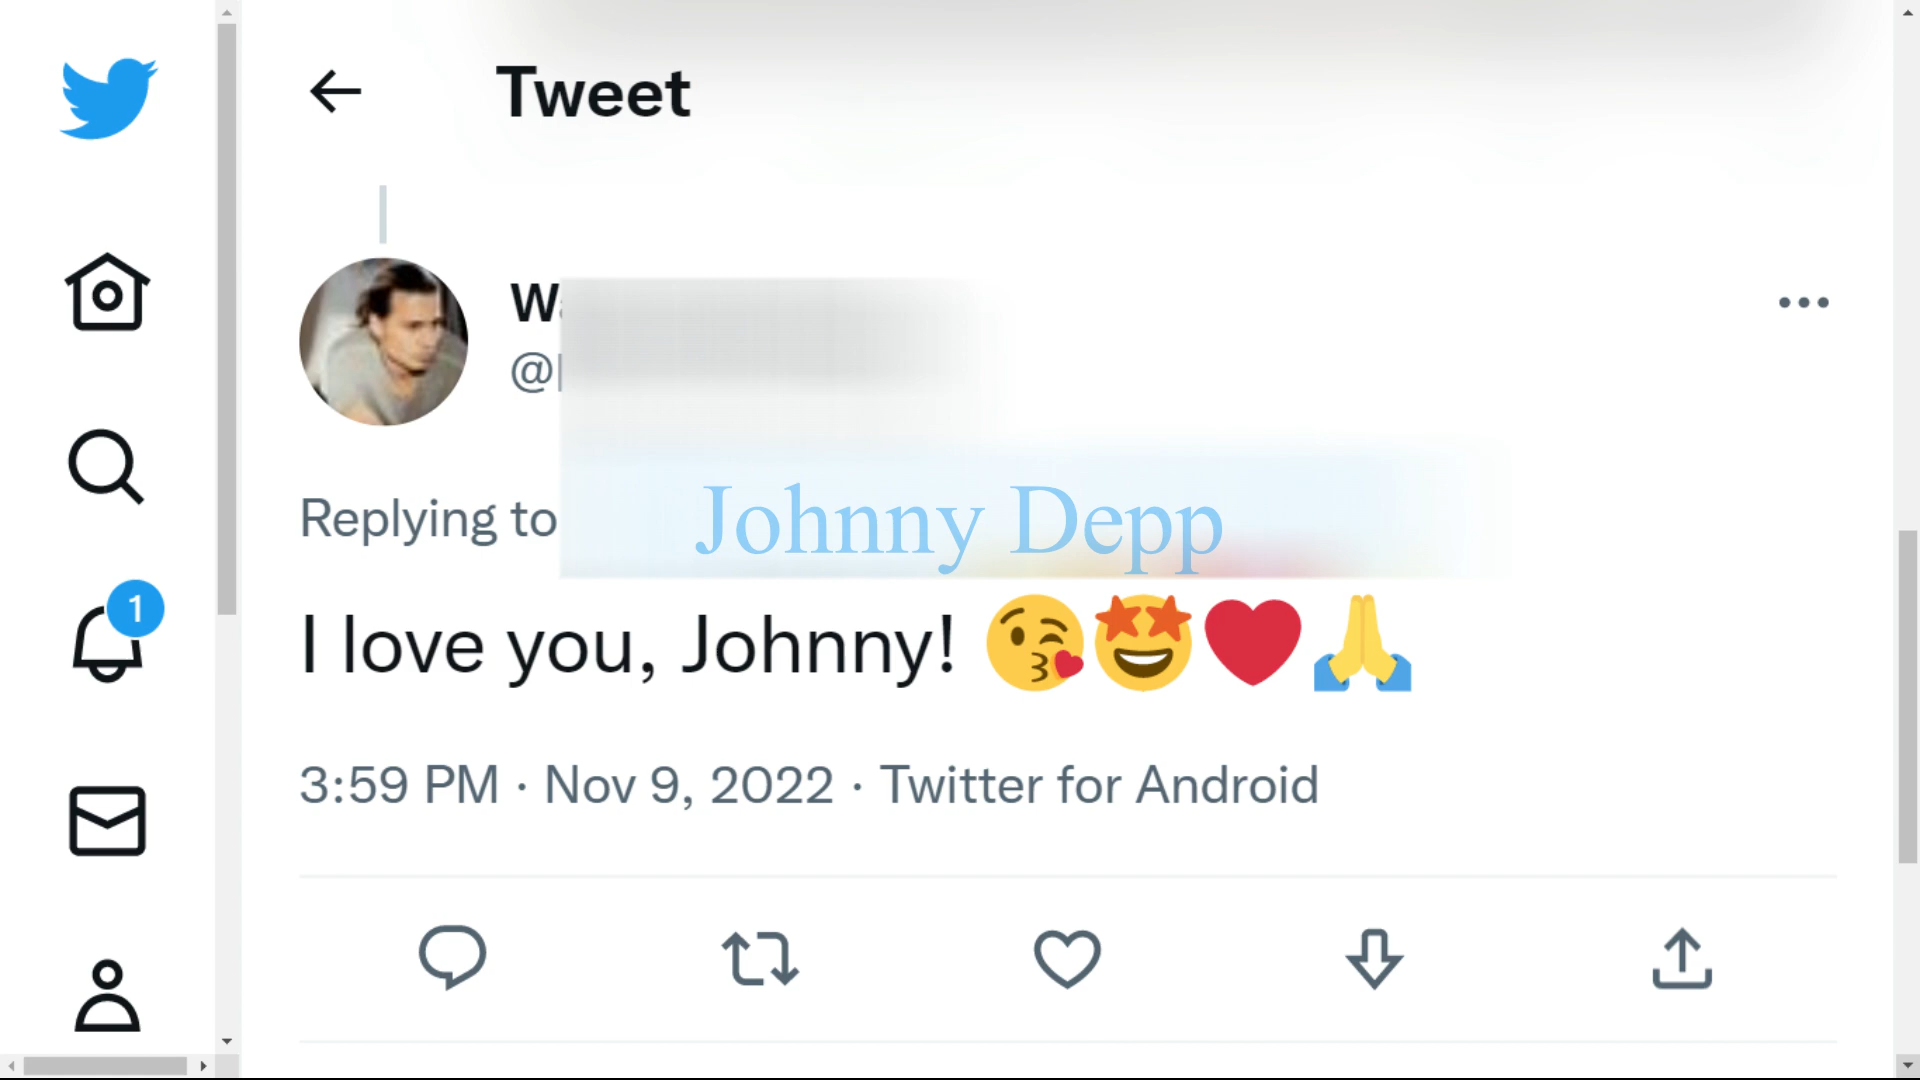 Tweet
Replying to Johnny Depp
I love you, Johnny! 😘🤩❤️🙏
3:59 PM · Nov 9, 2022 · Twitter for Android
1